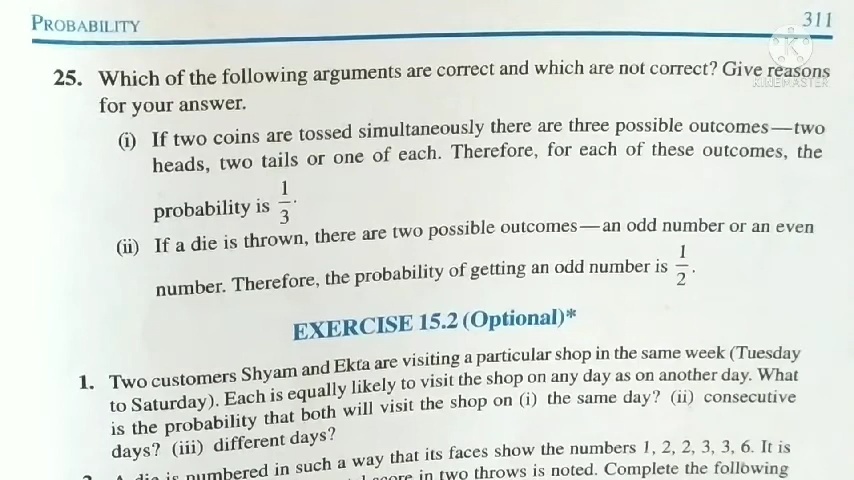 PROBABILITY 311
K
KINEMASTER
25. Which of the following arguments are correct and which are not correct? Give reasons
for your answer.
(i) If two coins are tossed simultaneously there are three possible outcomes—two
heads, two tails or one of each. Therefore, for each of these outcomes, the
probability is 1/3.
(ii) If a die is thrown, there are two possible outcomes—an odd number or an even
number. Therefore, the probability of getting an odd number is 1/2.
EXERCISE 15.2 (Optional)*
1. Two customers Shyam and Ekta are visiting a particular shop in the same week (Tuesday
to Saturday). Each is equally likely to visit the shop on any day as on another day. What
is the probability that both will visit the shop on (i) the same day? (ii) consecutive
days? (iii) different days?
A die is numbered in such a way that its faces show the numbers 1, 2, 2, 3, 3, 6. It is
score in two throws is noted. Complete the following